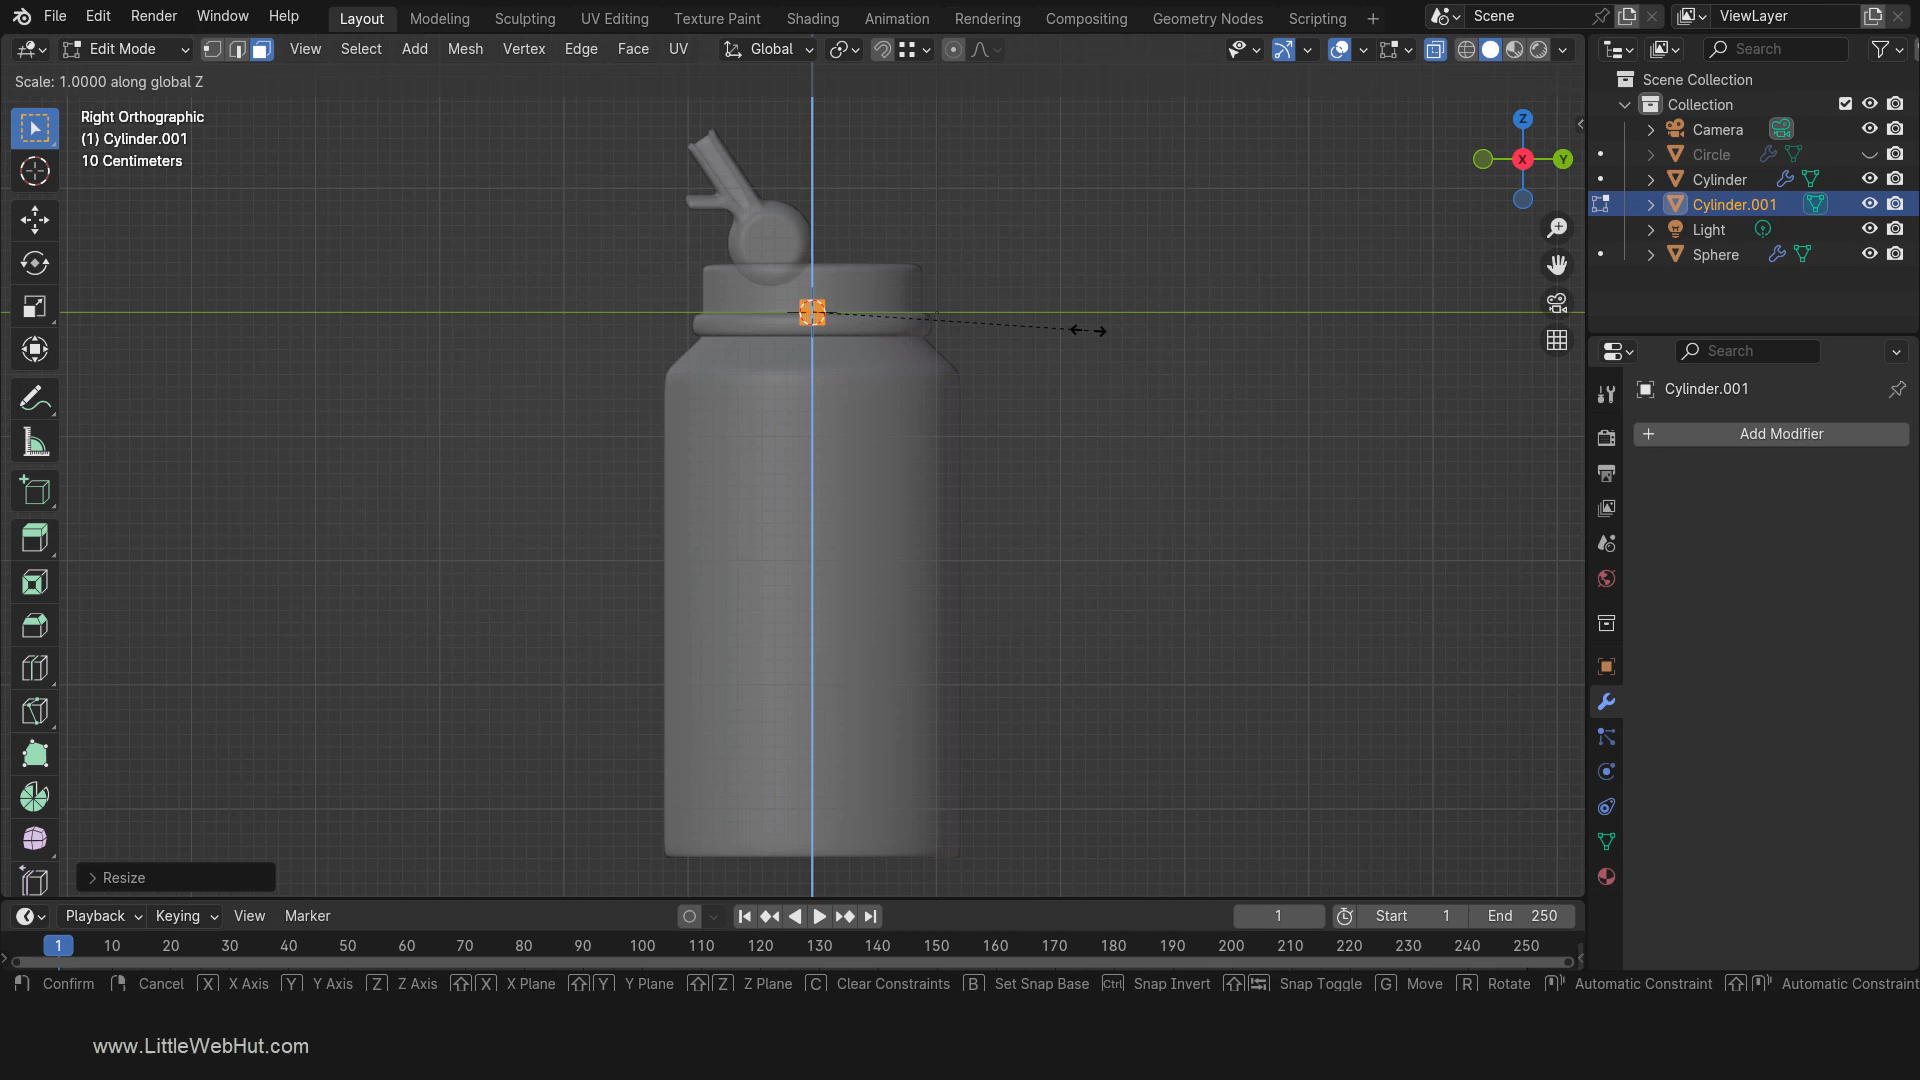 File Edit Render Window Help Layout Modeling Sculpting UV Editing Texture Paint Shading Animation Rendering Compositing Geometry Nodes Scripting + Scene ViewLayer
Edit Mode View Select Add Mesh Vertex Edge Face UV Global Search
Scale: 1.0000 along global Z
Right Orthographic
(1) Cylinder.001
10 Centimeters
Z
X
Y
Scene Collection
Collection
Camera
Circle
Cylinder
Cylinder.001
Light
Sphere
Search
Cylinder.001
+ Add Modifier
Resize
Playback Keying View Marker 1 Start 1 End 250
1 10 20 30 40 50 60 70 80 90 100 110 120 130 140 150 160 170 180 190 200 210 220 230 240 250
Confirm Cancel X X Axis Y Y Axis Z Z Axis X X Plane Y Y Plane Z Z Plane C Clear Constraints B Set Snap Base Ctrl Snap Invert Snap Toggle G Move R Rotate Automatic Constraint Automatic Constraint
www.LittleWebHut.com